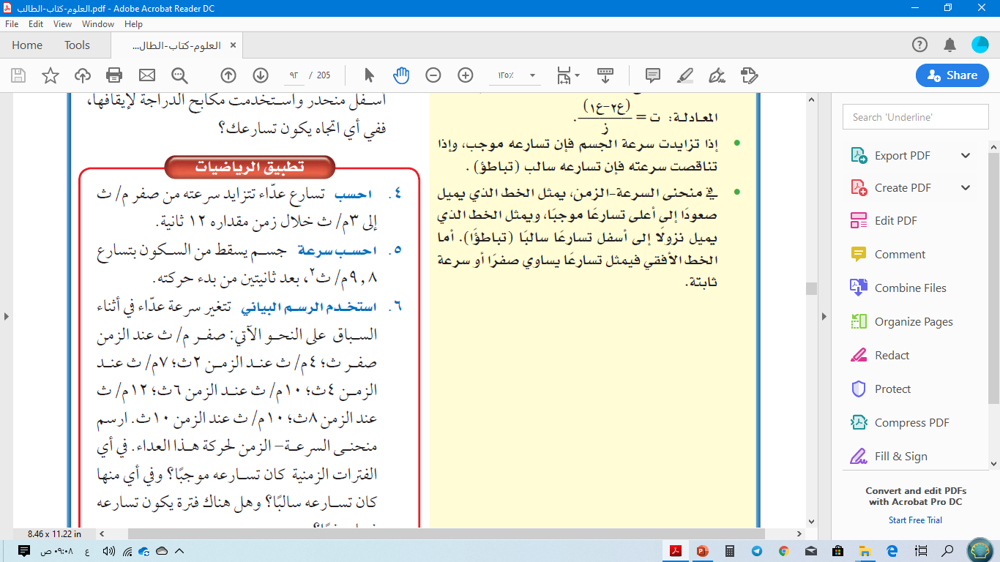 العلوم-كتاب-الطالب.pdf - Adobe Acrobat Reader DC
File Edit View Window Help
Home Tools العلوم-كتاب-الطال... ×
٩٢ / 205 ١٢٥٪ Share
المعادلة: ت = (ع٢-ع١) / ز.
إذا تزايدت سرعة الجسم فإن تسارعه موجب، وإذا
تناقصت سرعته فإن تسارعه سالب (تباطؤ).
في منحنى السرعة-الزمن، يمثل الخط الذي يميل
صعودًا إلى أعلى تسارعًا موجبًا، ويمثل الخط الذي
يميل نزولًا إلى أسفل تسارعًا سالبًا (تباطؤًا). أما
الخط الأفقي فيمثل تسارعًا يساوي صفرًا أو سرعة
ثابتة.
أسفل منحدر واستخدمت مكابح الدراجة لإيقافها،
ففي أي اتجاه يكون تسارعك؟
تطبيق الرياضيات
٤. احسب تسارع عدّاء تتزايد سرعته من صفر م/ث
إلى ٣م/ث خلال زمن مقداره ١٢ ثانية.
٥. احسب سرعة جسم يسقط من السكون بتسارع
٩,٨م/ث٢، بعد ثانيتين من بدء حركته.
٦. استخدم الرسم البياني تتغير سرعة عدّاء في أثناء
السباق على النحو الآتي: صفر م/ث عند الزمن
صفر ث؛ ٤م/ث عند الزمن ٢ث؛ ٧م/ث عند
الزمن ٤ث؛ ١٠م/ث عند الزمن ٦ث؛ ١٢م/ث
عند الزمن ٨ث؛ ١٠م/ث عند الزمن ١٠ث. ارسم
منحنى السرعة– الزمن لحركة هذا العداء. في أي
الفترات الزمنية كان تسارعه موجبًا؟ وفي أي منها
كان تسارعه سالبًا؟ وهل هناك فترة يكون تسارعه
Search 'Underline'
Export PDF
Create PDF
Edit PDF
Comment
Combine Files
Organize Pages
Redact
Protect
Compress PDF
Fill & Sign
Convert and edit PDFs
with Acrobat Pro DC
Start Free Trial
8.46 x 11.22 in
٠٩:٠٨ ص ع